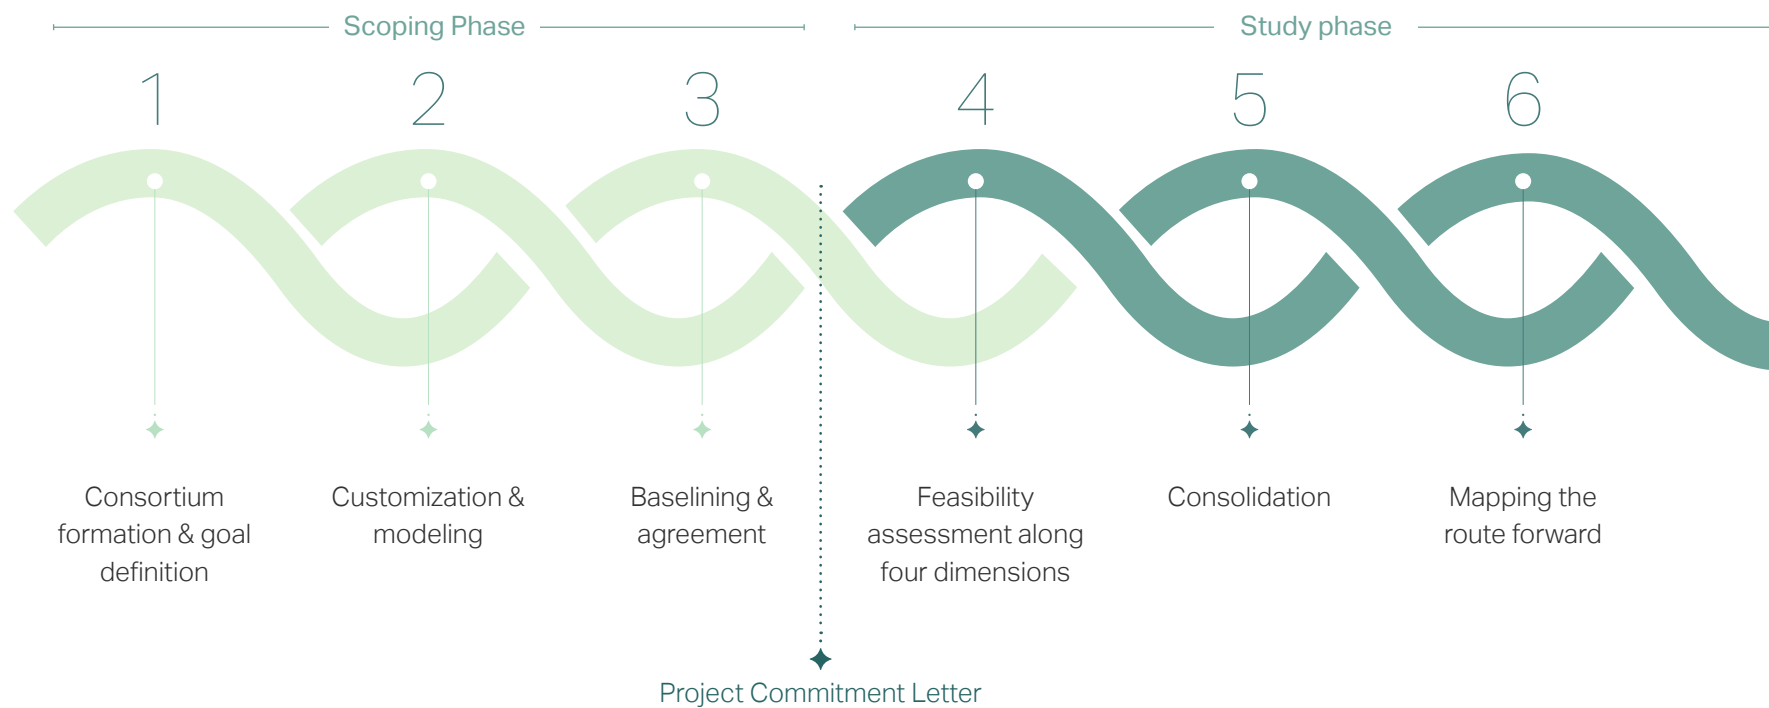 Scoping Phase
Study phase
1
2
3
4
5
6
Consortium
formation & goal
definition
Customization &
modeling
Baselining &
agreement
Feasibility
assessment along
four dimensions
Consolidation
Mapping the
route forward
Project Commitment Letter